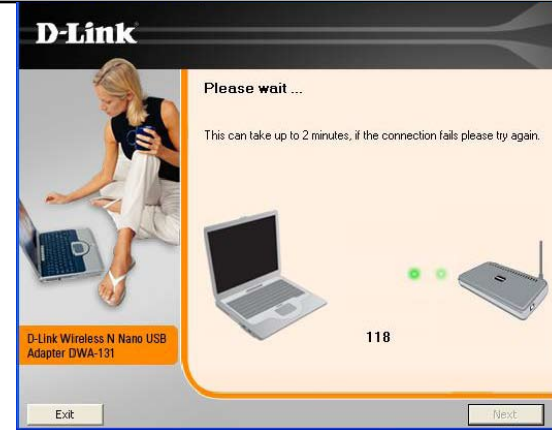 D-Link
Please wait ...
This can take up to 2 minutes, if the connection fails please try again.
118
D-Link Wireless N Nano USB
Adapter DWA-131
Exit
Next